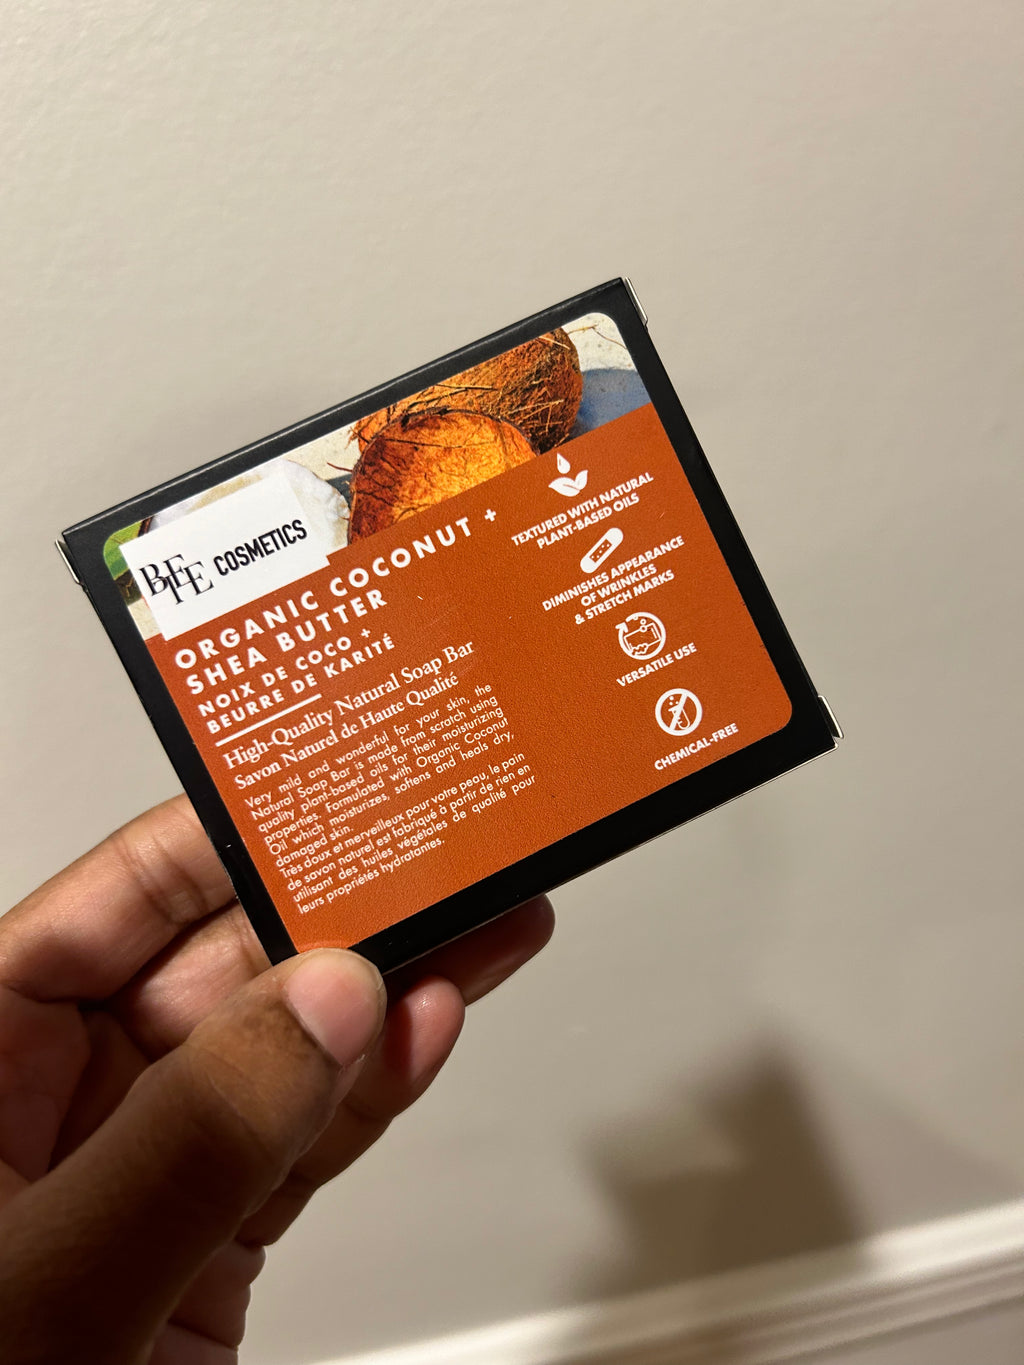 COSMETICS
ORGANIC COCONUT +
SHEA BUTTER
NOIX DE COCO +
BEURRE DE KARITÉ
High-Quality Natural Soap Bar
Savon Naturel de Haute Qualité
Very mild and wonderful for your skin, the
Natural Soap Bar is made from scratch using
quality plant-based oils for their moisturizing
properties. Formulated with Organic Coconut
Oil which moisturizes, softens and heals dry,
damaged skin.
Très doux et merveilleux pour votre peau, le pain
de savon naturel est fabriqué à partir de rien en
utilisant des huiles végétales de qualité pour
leurs propriétés hydratantes.
TEXTURED WITH NATURAL
PLANT-BASED OILS
DIMINISHES APPEARANCE
OF WRINKLES
& STRETCH MARKS
VERSATILE USE
CHEMICAL-FREE